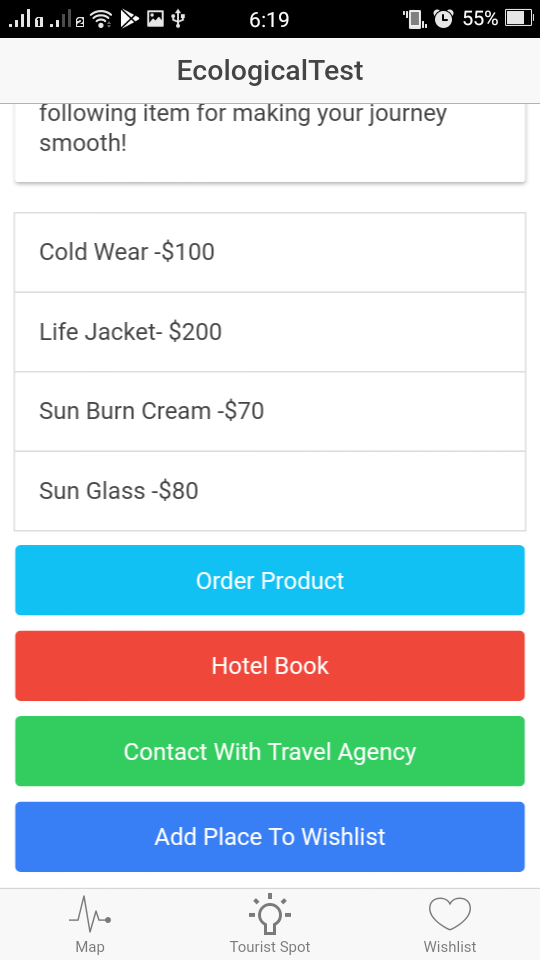 6:19
55%
EcologicalTest
following item for making your journey
smooth!
Cold Wear -$100
Life Jacket- $200
Sun Burn Cream -$70
Sun Glass -$80
Order Product
Hotel Book
Contact With Travel Agency
Add Place To Wishlist
Map
Tourist Spot
Wishlist